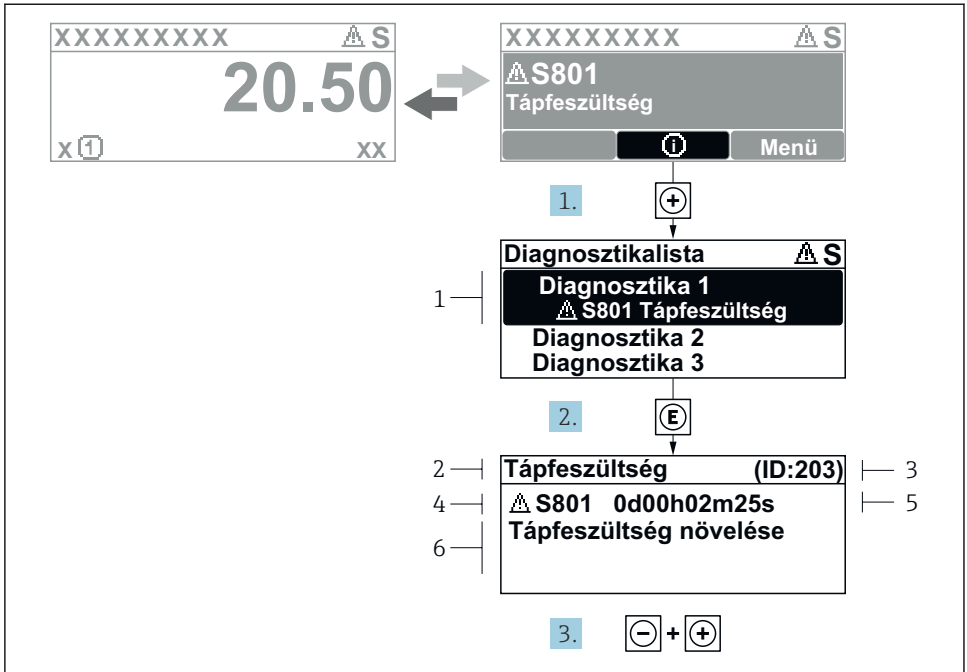 XXXXXXXXX S
20.50
x 1 xx
XXXXXXXXX S
S801
Tápfeszültség
i Menü
1. +
Diagnosztikalista S
1
Diagnosztika 1
S801 Tápfeszültség
Diagnosztika 2
Diagnosztika 3
2. E
2 Tápfeszültség (ID:203) 3
4 S801 0d00h02m25s 5
6 Tápfeszültség növelése
3. - + +